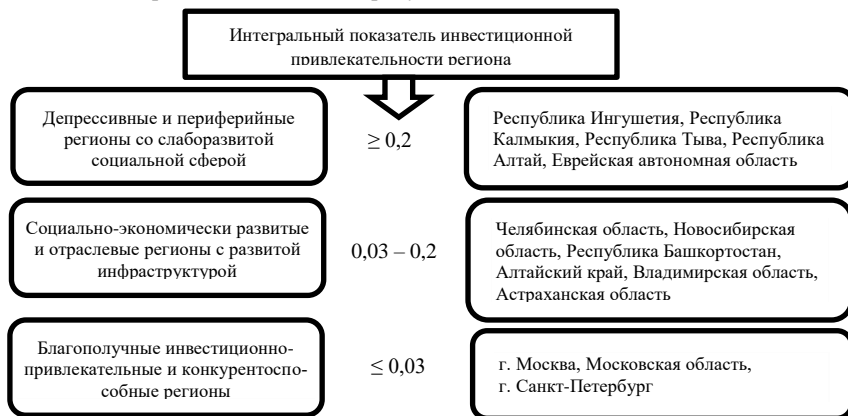 Интегральный показатель инвестиционной
привлекательности региона
Депрессивные и периферийные
регионы со слаборазвитой
социальной сферой
≥ 0,2
Республика Ингушетия, Республика
Калмыкия, Республика Тыва, Республика
Алтай, Еврейская автономная область
Социально-экономически развитые
и отраслевые регионы с развитой
инфраструктурой
0,03 – 0,2
Челябинская область, Новосибирская
область, Республика Башкортостан,
Алтайский край, Владимирская область,
Астраханская область
Благополучные инвестиционно-
привлекательные и конкурентоспо-
собные регионы
≤ 0,03
г. Москва, Московская область,
г. Санкт-Петербург